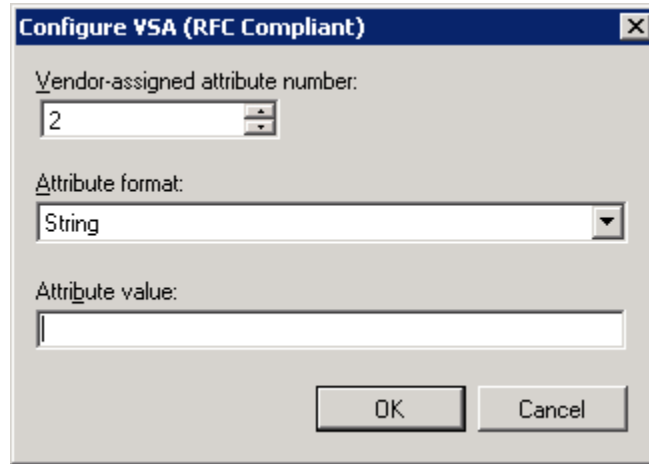 Configure VSA (RFC Compliant)
Vendor-assigned attribute number:
2
Attribute format:
String
Attribute value:
OK Cancel